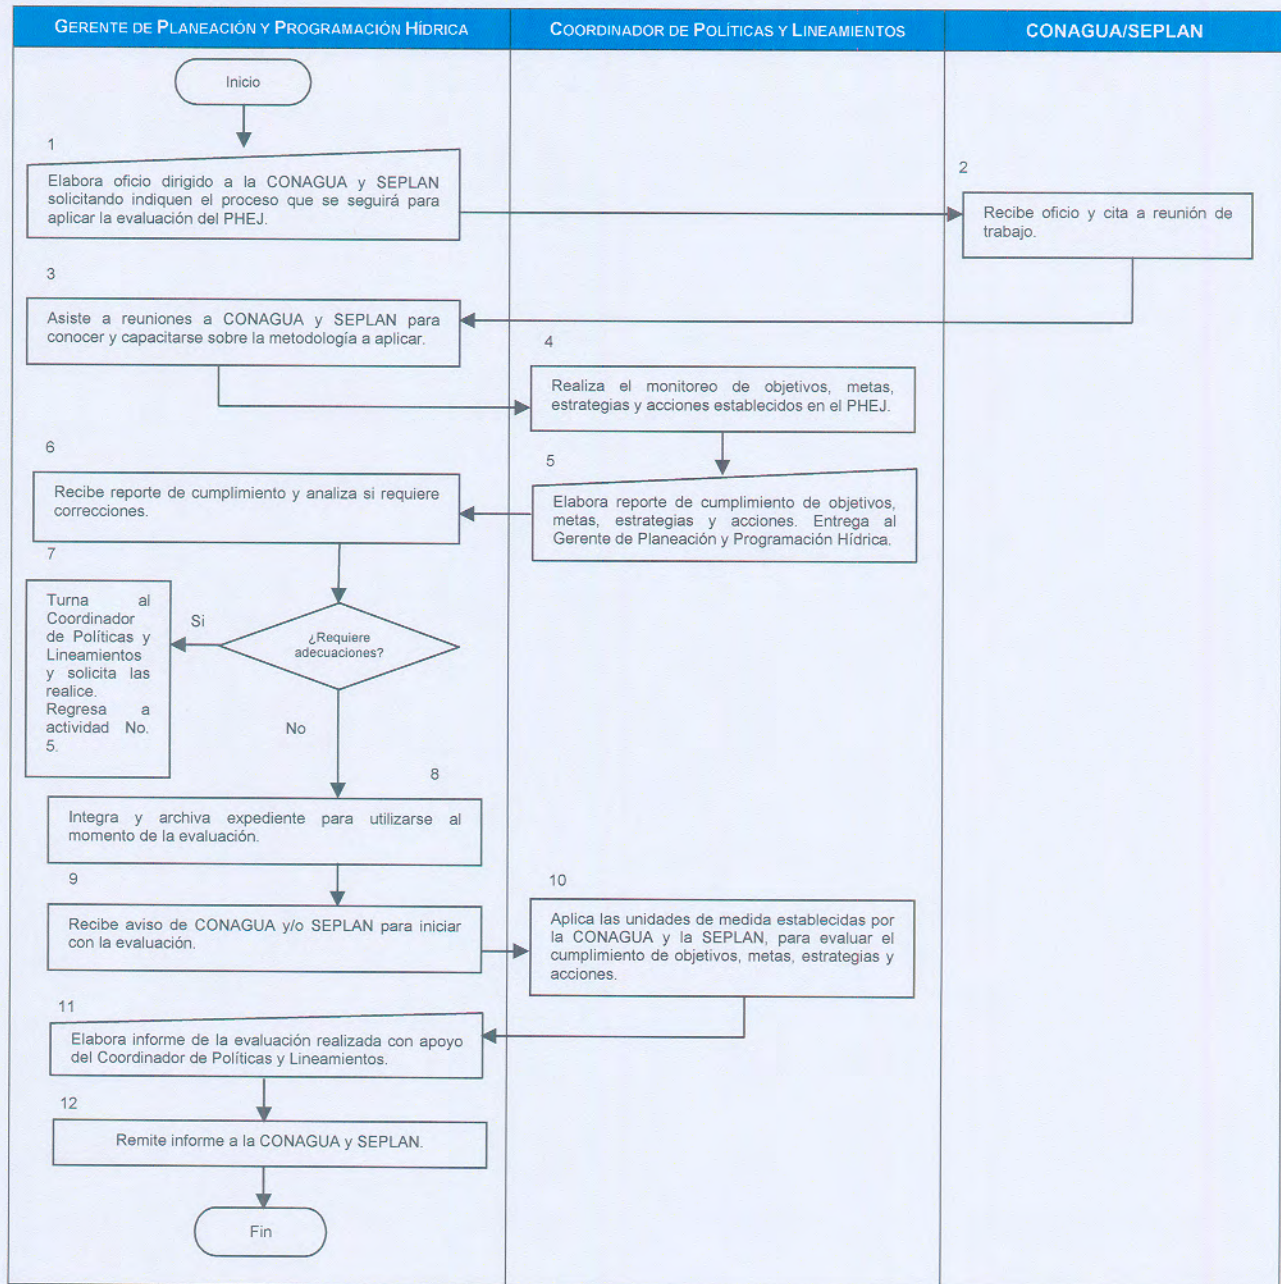 GERENTE DE PLANEACIÓN Y PROGRAMACIÓN HÍDRICA
COORDINADOR DE POLÍTICAS Y LINEAMIENTOS
CONAGUA/SEPLAN
Inicio
1
Elabora oficio dirigido a la CONAGUA y SEPLAN
solicitando indiquen el proceso que se seguirá para
aplicar la evaluación del PHEJ.
2
Recibe oficio y cita a reunión de
trabajo.
3
Asiste a reuniones a CONAGUA y SEPLAN para
conocer y capacitarse sobre la metodología a aplicar.
4
Realiza el monitoreo de objetivos, metas,
estrategias y acciones establecidos en el PHEJ.
5
Elabora reporte de cumplimiento de objetivos,
metas, estrategias y acciones. Entrega al
Gerente de Planeación y Programación Hídrica.
6
Recibe reporte de cumplimiento y analiza si requiere
correcciones.
¿Requiere
adecuaciones?
Si
7
Turna al
Coordinador
de Políticas y
Lineamientos
y solicita las
realice.
Regresa a
actividad No.
5.
No
8
Integra y archiva expediente para utilizarse al
momento de la evaluación.
9
Recibe aviso de CONAGUA y/o SEPLAN para iniciar
con la evaluación.
10
Aplica las unidades de medida establecidas por
la CONAGUA y la SEPLAN, para evaluar el
cumplimiento de objetivos, metas, estrategias y
acciones.
11
Elabora informe de la evaluación realizada con apoyo
del Coordinador de Políticas y Lineamientos.
12
Remite informe a la CONAGUA y SEPLAN.
Fin